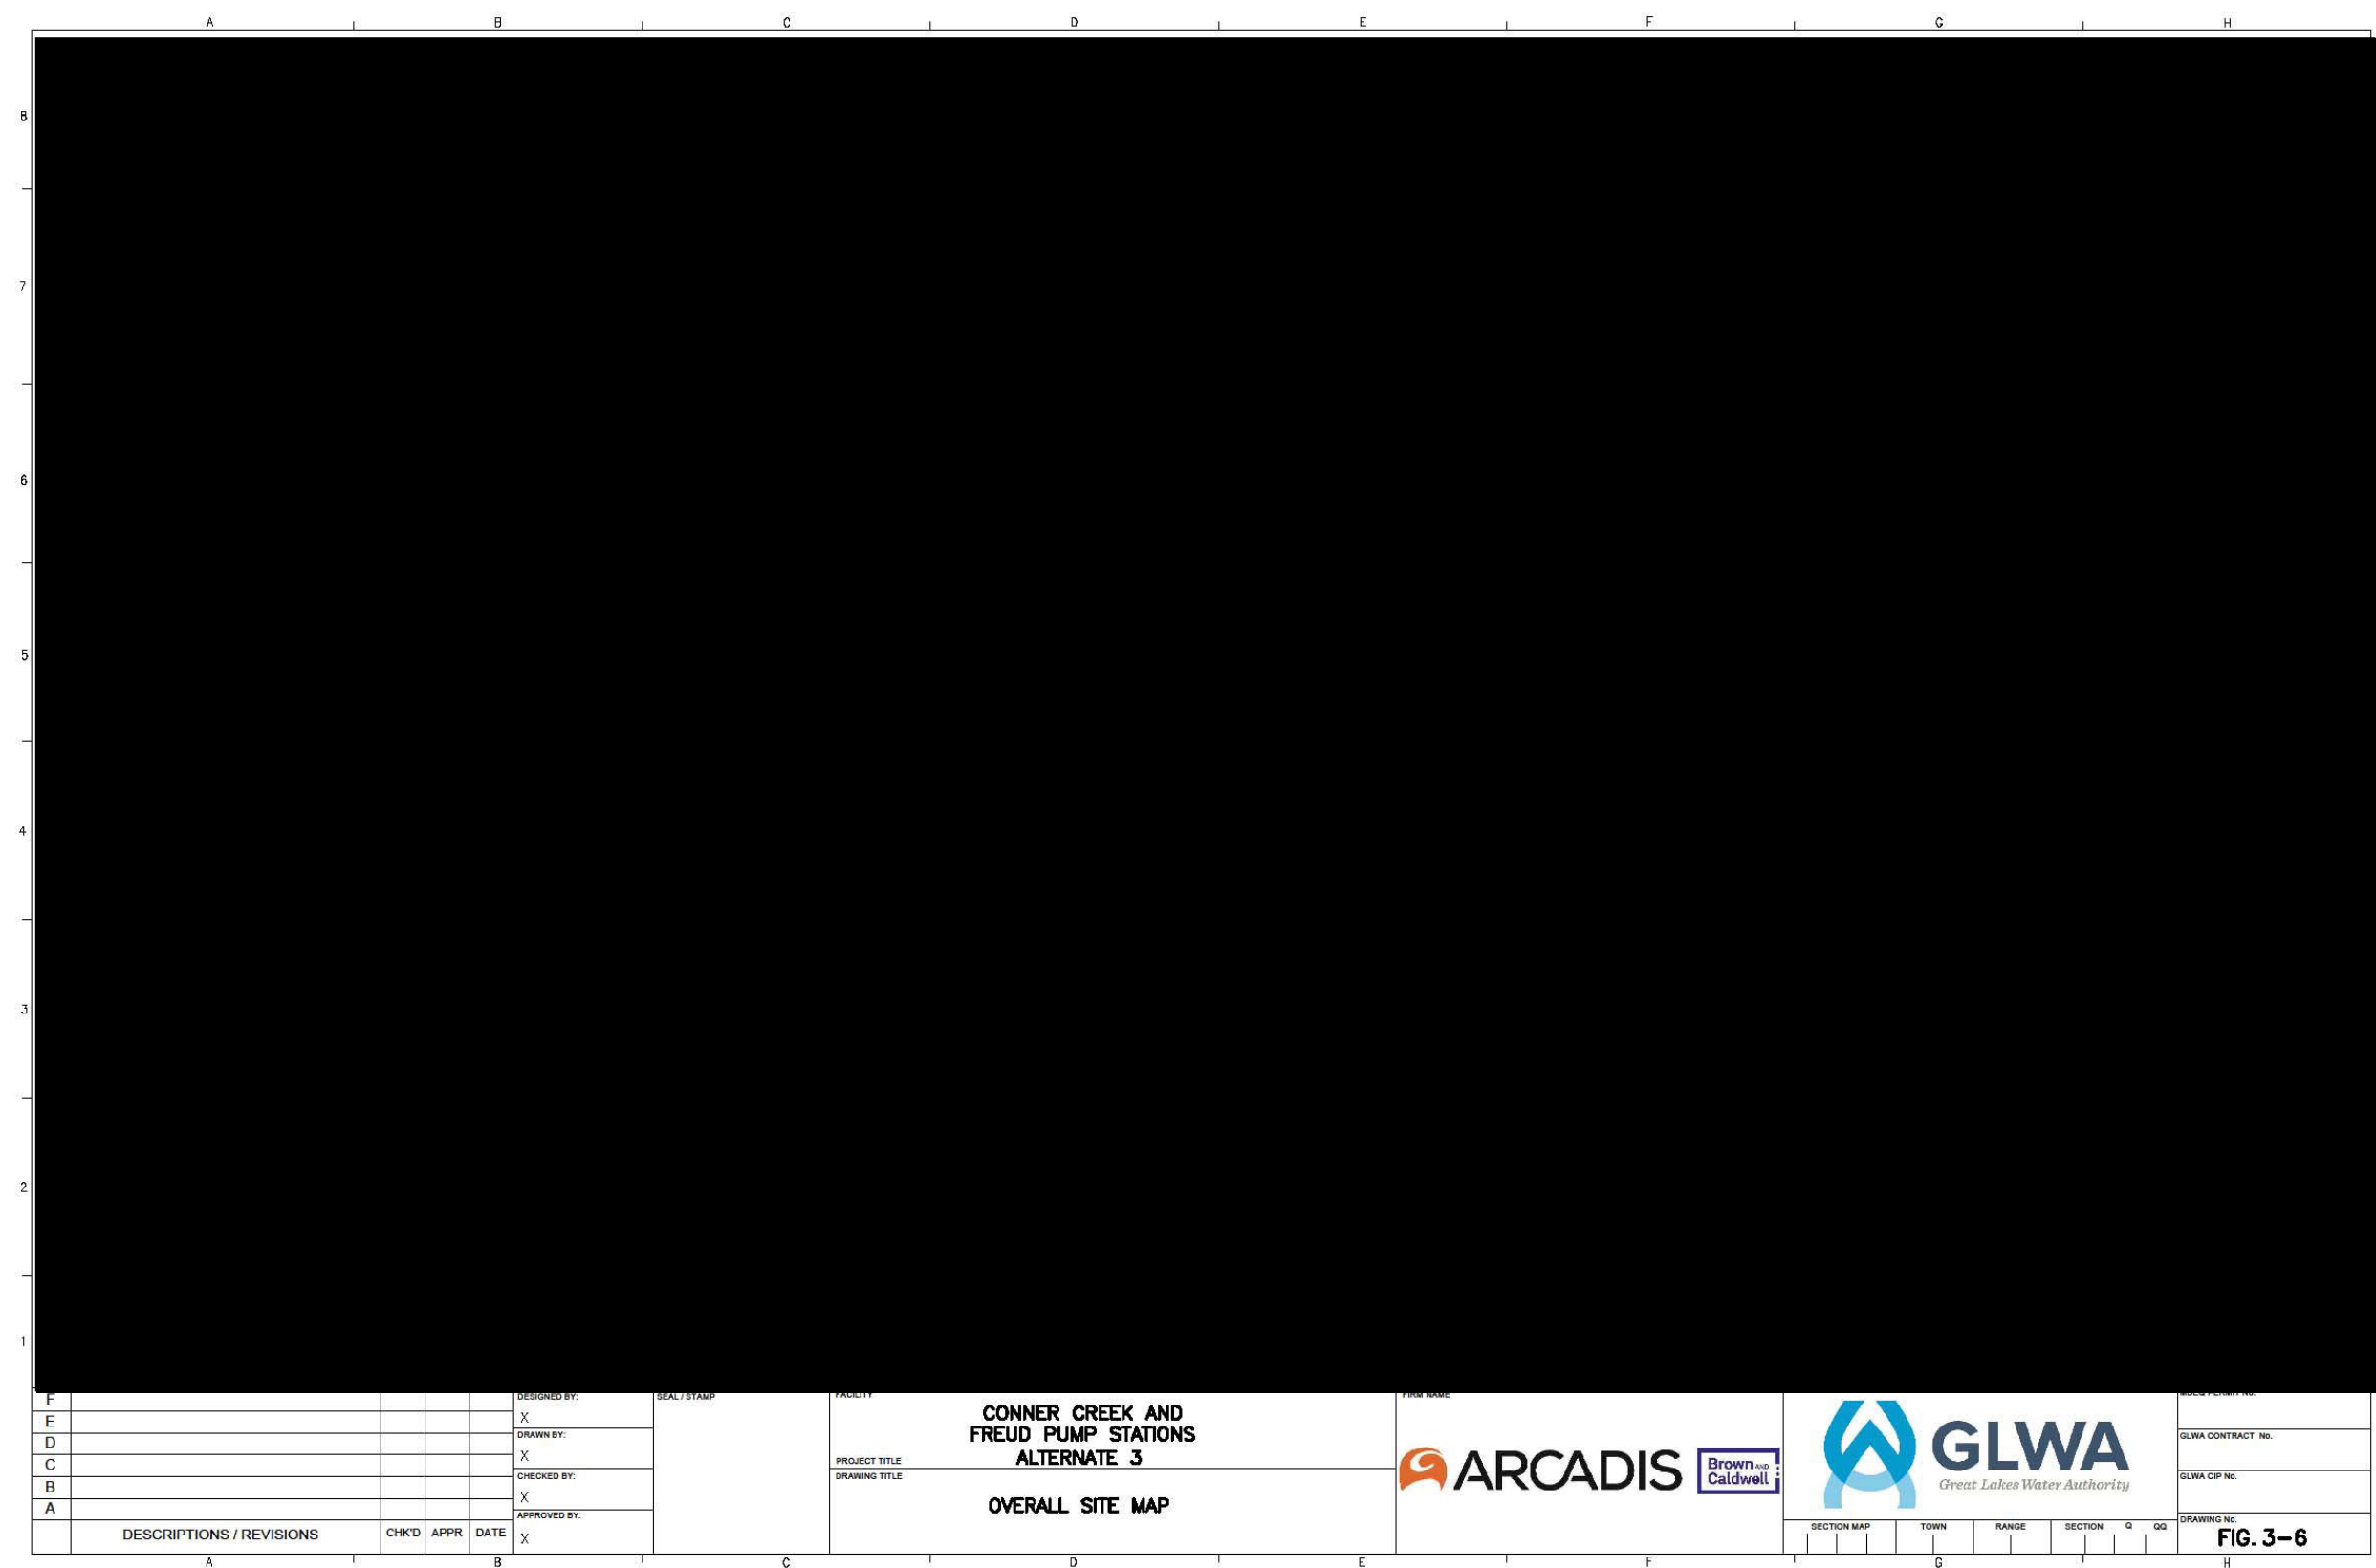 A B C D E F G H
8
7
6
5
4
3
2
1
F
E
D
C
B
A
DESCRIPTIONS / REVISIONS CHK'D APPR DATE
DESIGNED BY:
X
DRAWN BY:
X
CHECKED BY:
X
APPROVED BY:
X
SEAL / STAMP
FACILITY
CONNER CREEK AND
FREUD PUMP STATIONS
PROJECT TITLE
ALTERNATE 3
DRAWING TITLE
OVERALL SITE MAP
FIRM NAME
ARCADIS
Brown AND
Caldwell
GLWA
Great Lakes Water Authority
SECTION MAP TOWN RANGE SECTION Q QQ
MDEQ PERMIT No.
GLWA CONTRACT No.
GLWA CIP No.
DRAWING No.
FIG. 3-6
A B C D E F G H